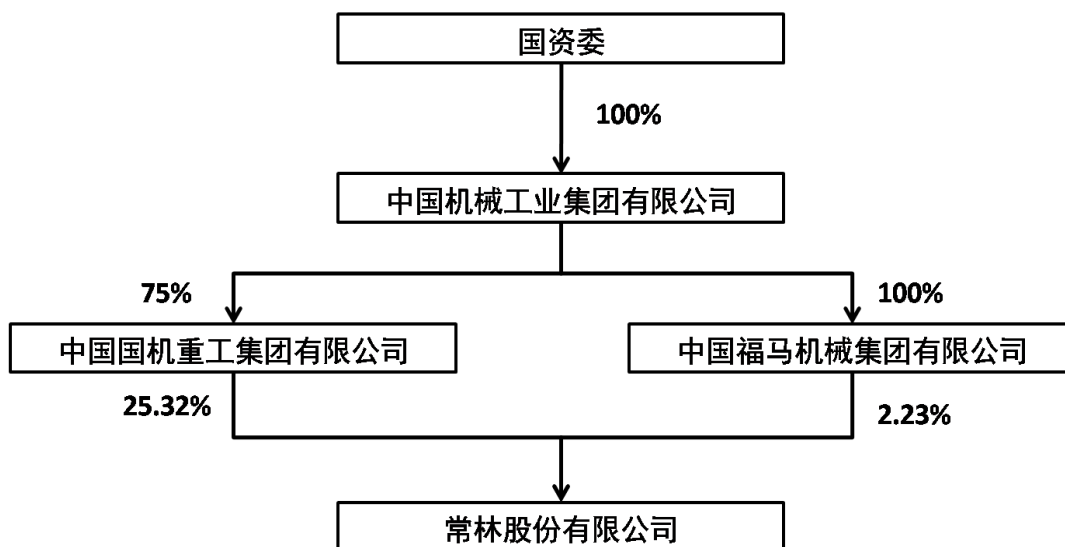 国资委
100%
中国机械工业集团有限公司
75%
100%
中国国机重工集团有限公司
中国福马机械集团有限公司
25.32%
2.23%
常林股份有限公司